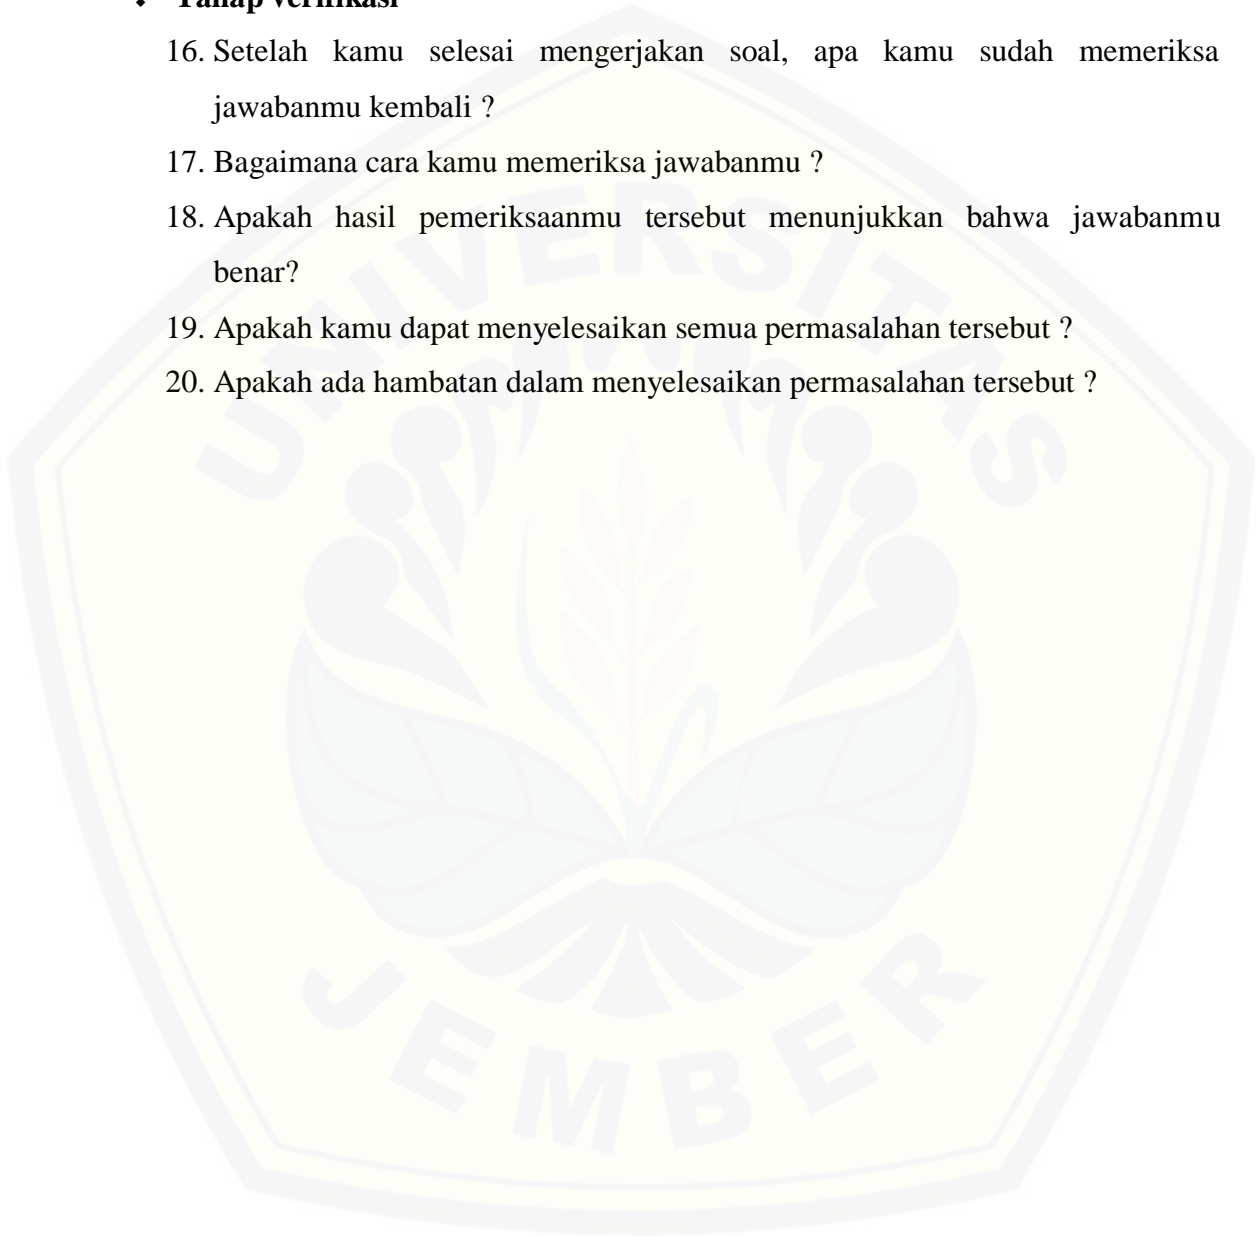 Tahap verifikasi
16. Setelah kamu selesai mengerjakan soal, apa kamu sudah memeriksa
jawabanmu kembali ?
17. Bagaimana cara kamu memeriksa jawabanmu ?
18. Apakah hasil pemeriksaanmu tersebut menunjukkan bahwa jawabanmu
benar?
19. Apakah kamu dapat menyelesaikan semua permasalahan tersebut ?
20. Apakah ada hambatan dalam menyelesaikan permasalahan tersebut ?
UNIVERSITAS
JEMBER